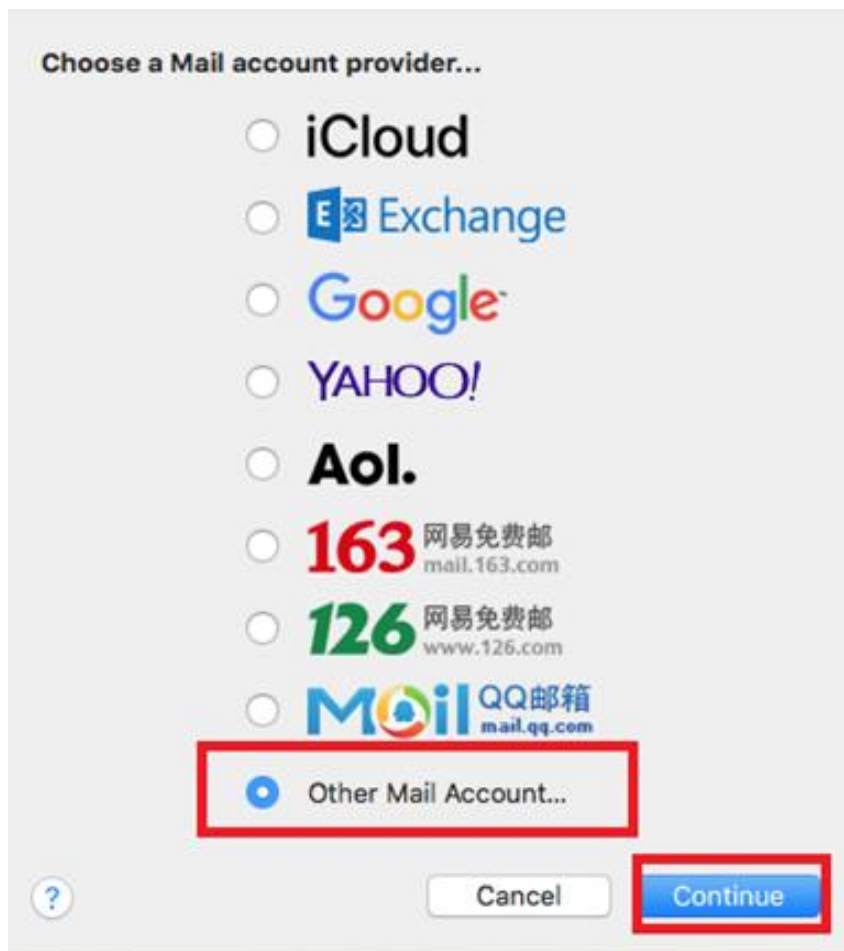 Choose a Mail account provider...
iCloud
E Exchange
Google
YAHOO!
Aol.
163 网易免费邮
mail.163.com
126 网易免费邮
www.126.com
Mail QQ邮箱
mail.qq.com
Other Mail Account...
? Cancel Continue